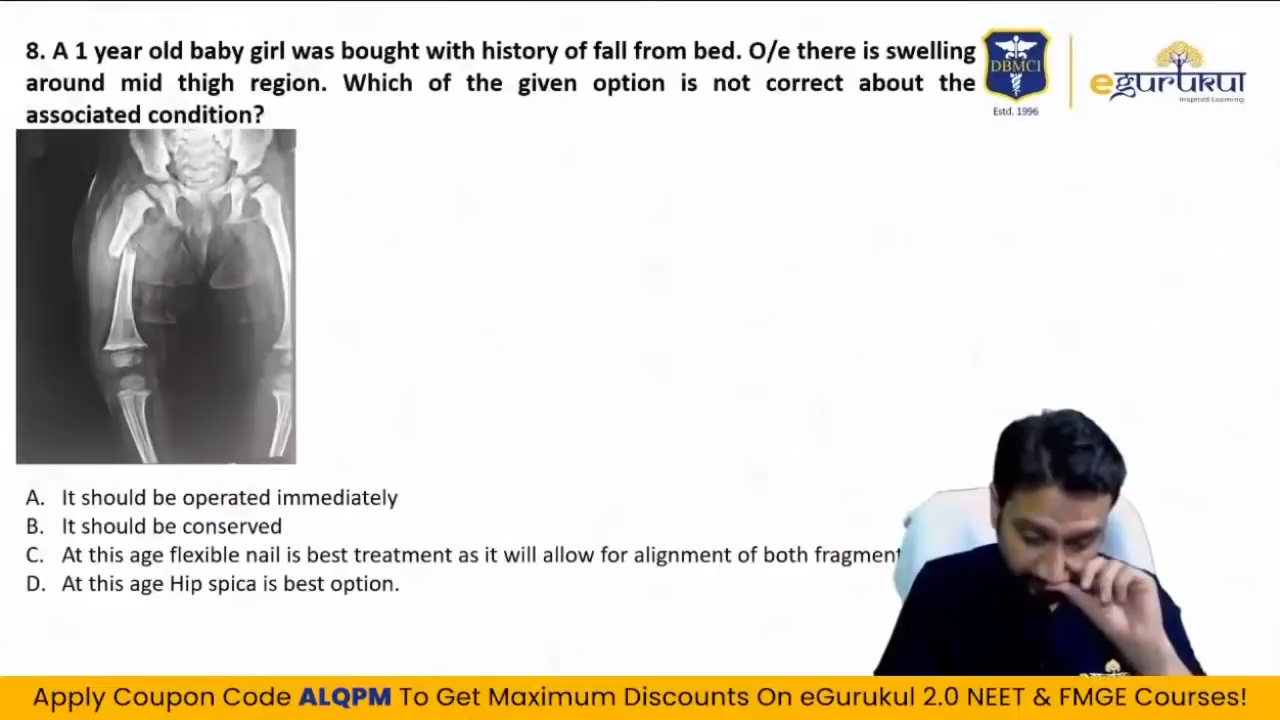 8. A 1 year old baby girl was bought with history of fall from bed. O/e there is swelling
around mid thigh region. Which of the given option is not correct about the
associated condition?
DBMCI
Estd. 1996
egurukul
Inspired Learning
A. It should be operated immediately
B. It should be conserved
C. At this age flexible nail is best treatment as it will allow for alignment of both fragment
D. At this age Hip spica is best option.
Apply Coupon Code ALQPM To Get Maximum Discounts On eGurukul 2.0 NEET & FMGE Courses!